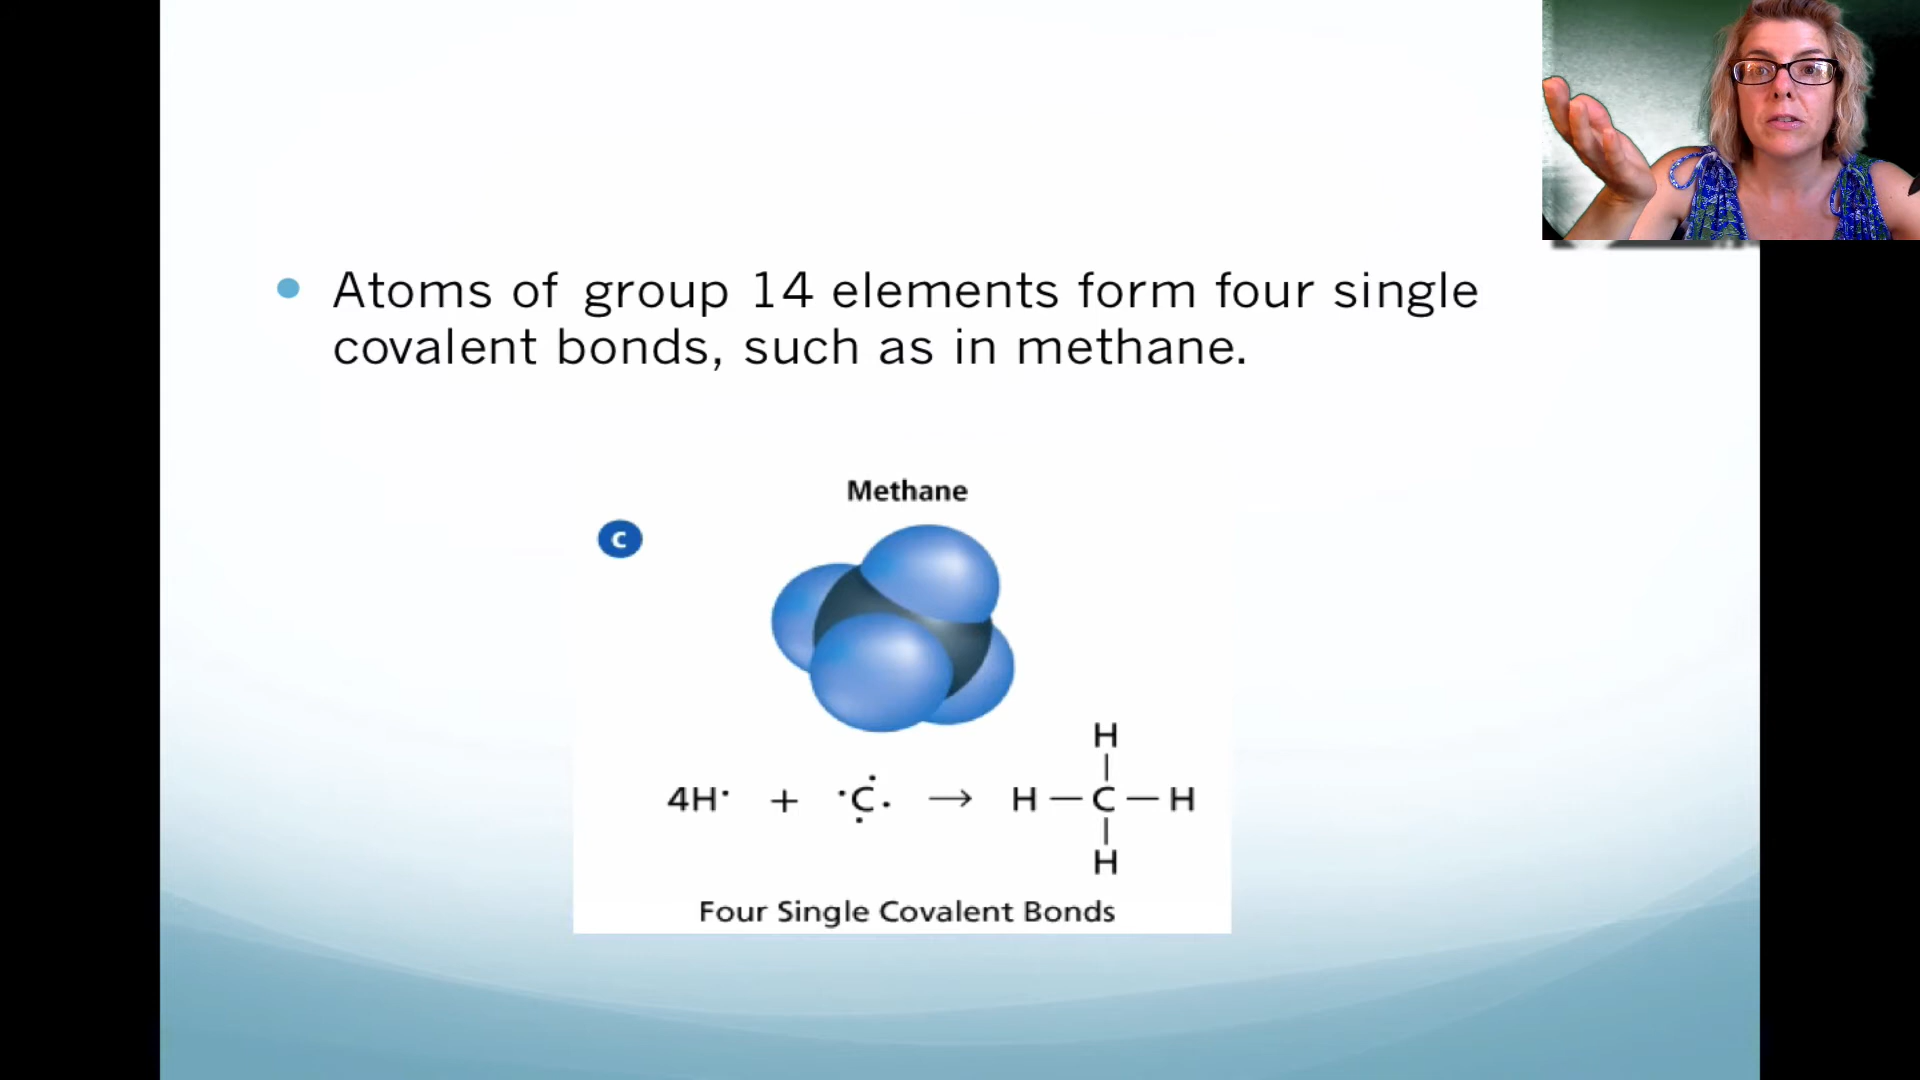 Atoms of group 14 elements form four single
covalent bonds, such as in methane.
Methane
C
H
4H· + ·C· → H — C — H
H
Four Single Covalent Bonds